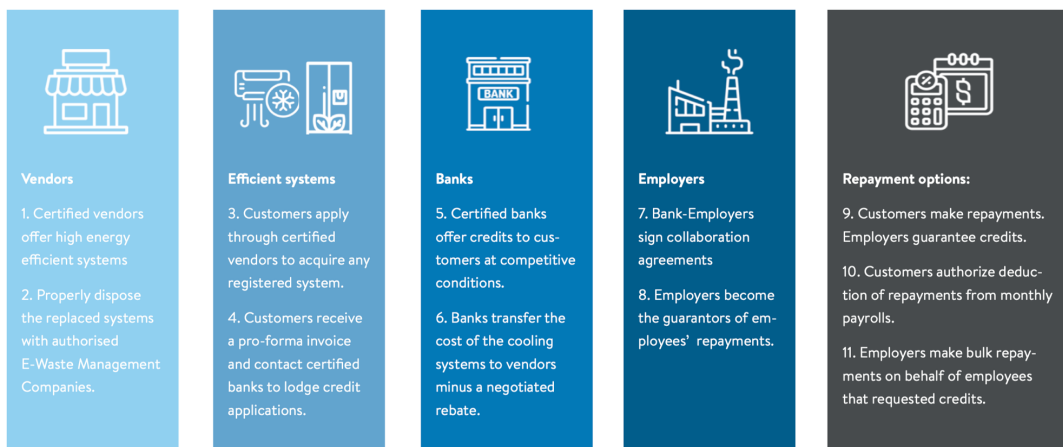 Vendors
1. Certified vendors
offer high energy
efficient systems
2. Properly dispose
the replaced systems
with authorised
E-Waste Management
Companies.
Efficient systems
3. Customers apply
through certified
vendors to acquire any
registered system.
4. Customers receive
a pro-forma invoice
and contact certified
banks to lodge credit
applications.
BANK
Banks
5. Certified banks
offer credits to cus-
tomers at competitive
conditions.
6. Banks transfer the
cost of the cooling
systems to vendors
minus a negotiated
rebate.
Employers
7. Bank-Employers
sign collaboration
agreements
8. Employers become
the guarantors of em-
ployees’ repayments.
%
$
Repayment options:
9. Customers make repayments.
Employers guarantee credits.
10. Customers authorize deduc-
tion of repayments from monthly
payrolls.
11. Employers make bulk repay-
ments on behalf of employees
that requested credits.